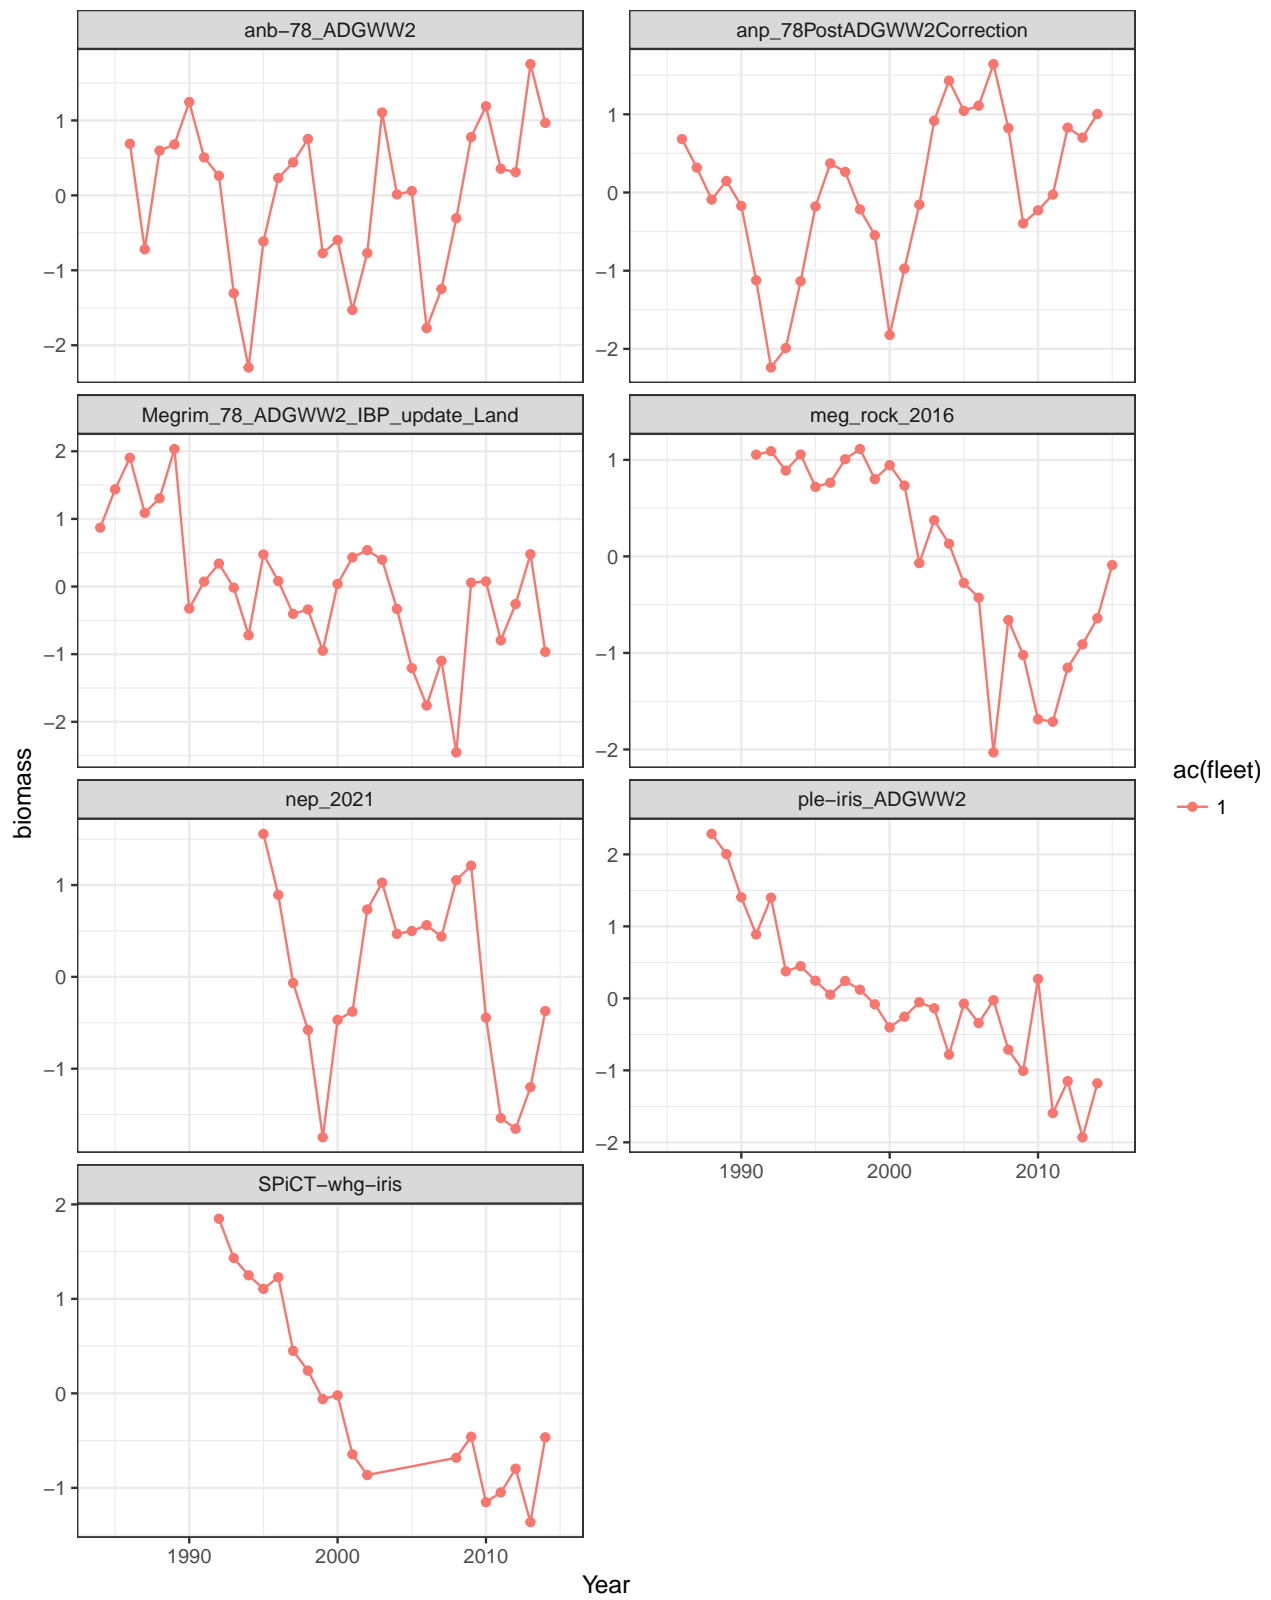 anb−78_ADGWW2
anp_78PostADGWW2Correction
1
0
−1
−2
1
0
−1
−2
Megrim_78_ADGWW2_IBP_update_Land
meg_rock_2016
2
1
0
−1
−2
1
0
−1
−2
biomass
ac(fleet)
1
nep_2021
ple−iris_ADGWW2
1
0
−1
2
1
0
−1
−2
1990 2000 2010
SPiCT−whg−iris
2
1
0
−1
1990 2000 2010
Year